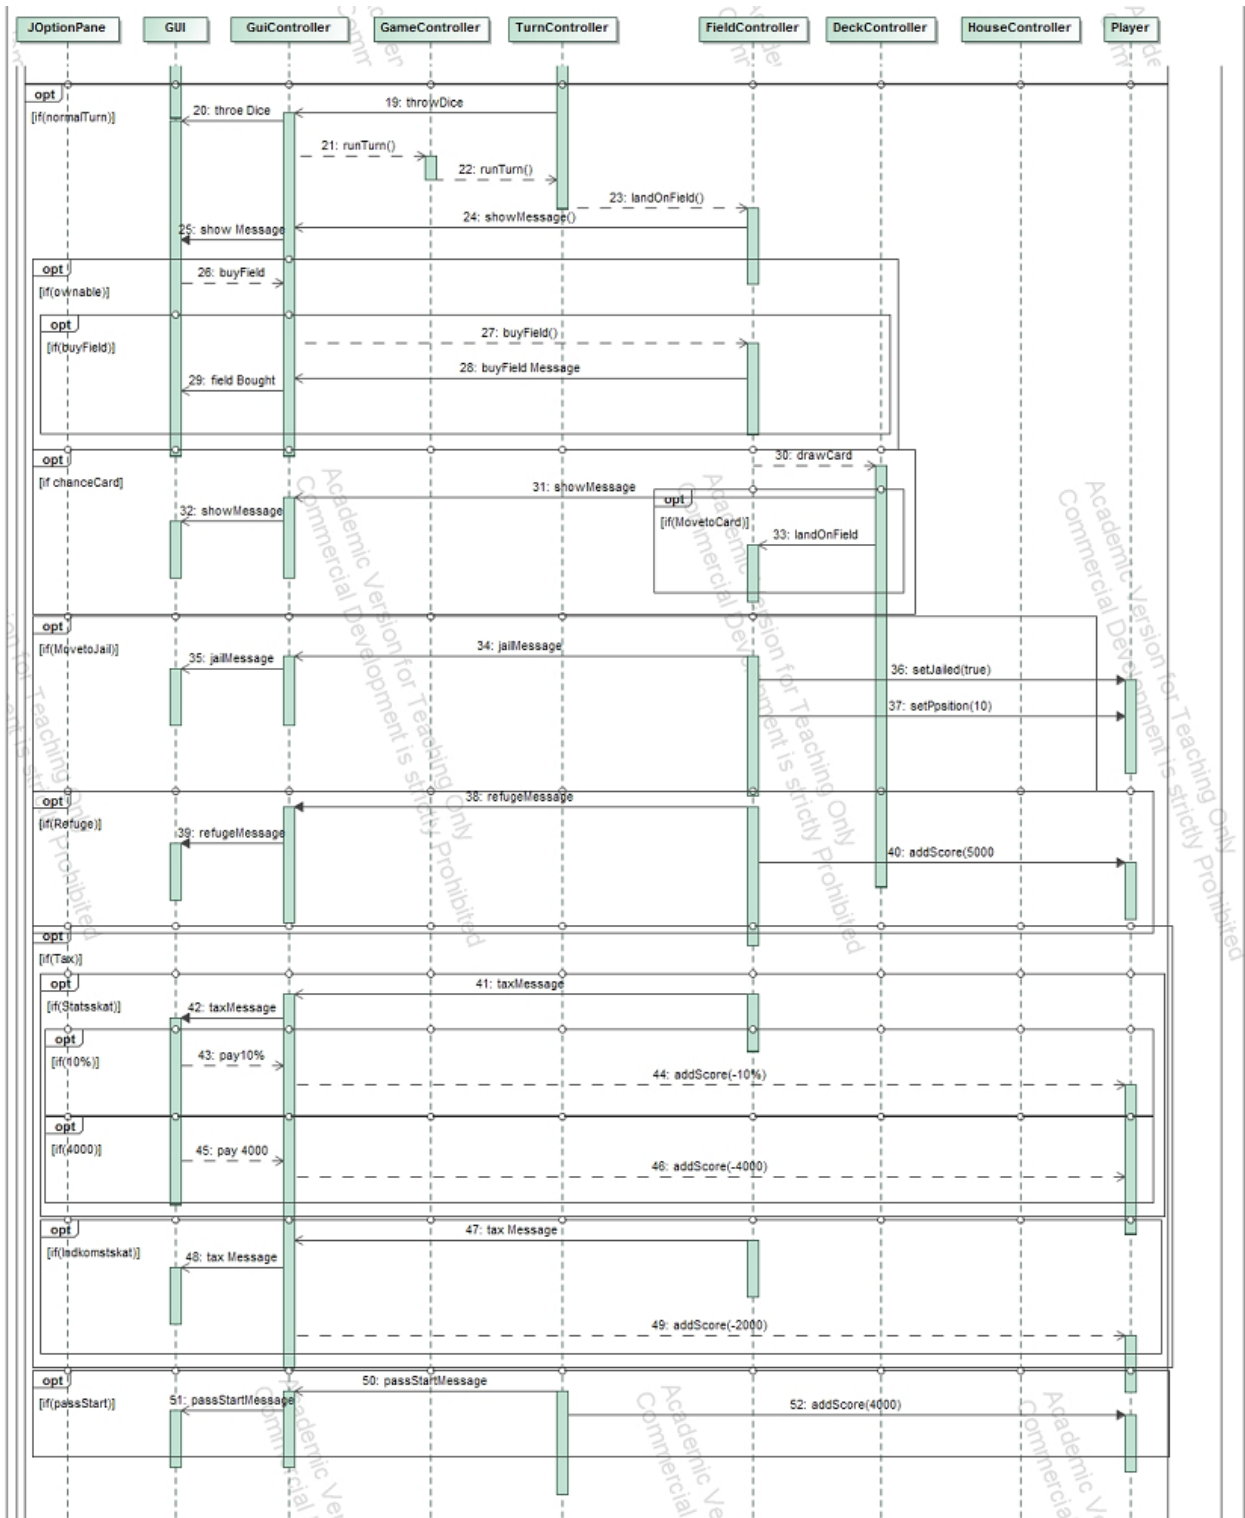 JOptionPane GUI GuiController GameController TurnController FieldController DeckController HouseController Player
opt
[if(normalTurn)]
19: throwDice
20: throe Dice
21: runTurn()
22: runTurn()
23: landOnField()
24: showMessage()
25: show Message
opt
[if(ownable)]
26: buyField
opt
[if(buyField)]
27: buyField()
28: buyField Message
29: field Bought
opt
[if chanceCard]
30: drawCard
31: showMessage
opt
[if(MovetoCard)]
32: showMessage
33: landOnField
opt
[if(MovetoJail)]
34: jailMessage
35: jailMessage
36: setJailed(true)
37: setPpsition(10)
opt
[if(Refuge)]
38: refugeMessage
39: refugeMessage
40: addScore(5000
opt
[if(Tax)]
opt
[if(Statsskat)]
41: taxMessage
42: taxMessage
opt
[if(10%)]
43: pay10%
44: addScore(-10%)
opt
[if(4000)]
45: pay 4000
46: addScore(-4000)
opt
[if(Indkomstskat)]
47: tax Message
48: tax Message
49: addScore(-2000)
opt
[if(passStart)]
50: passStartMessage
51: passStartMessage
52: addScore(4000)
Academic Version for Teaching Only
Commercial Development is strictly Prohibited
Academic Version for Teaching Only
Commercial Development is strictly Prohibited
Academic Version for Teaching Only
Commercial Development is strictly Prohibited